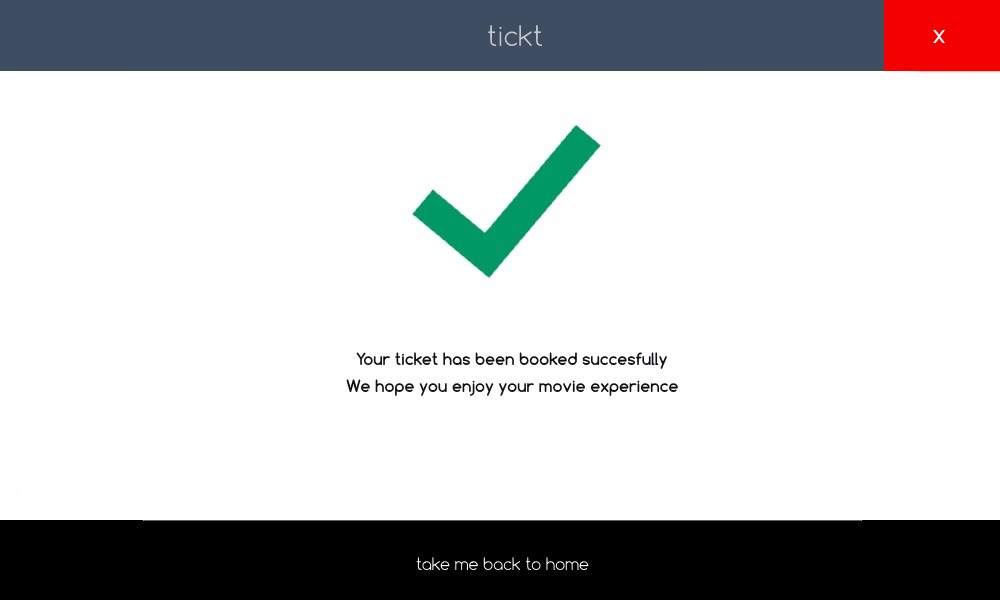 tickt
X
Your ticket has been booked succesfully
We hope you enjoy your movie experience
take me back to home